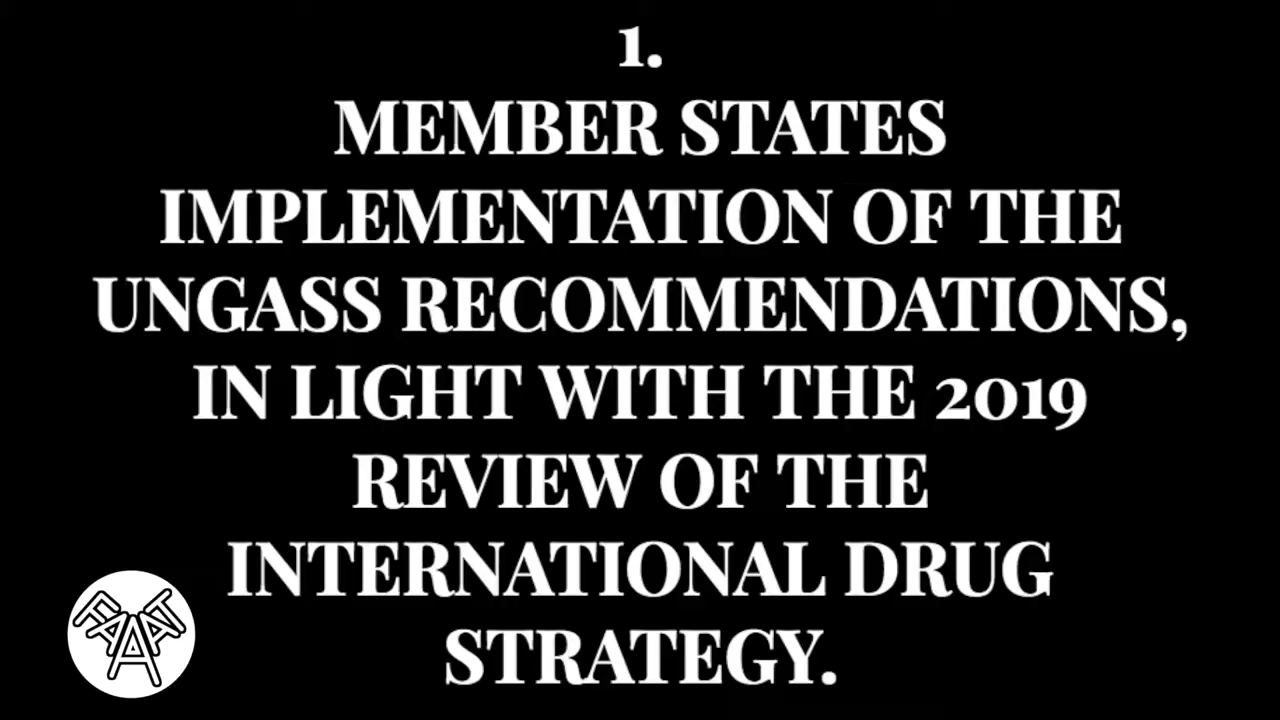 1.
MEMBER STATES
IMPLEMENTATION OF THE
UNGASS RECOMMENDATIONS,
IN LIGHT WITH THE 2019
REVIEW OF THE
INTERNATIONAL DRUG
STRATEGY.
FAAAT